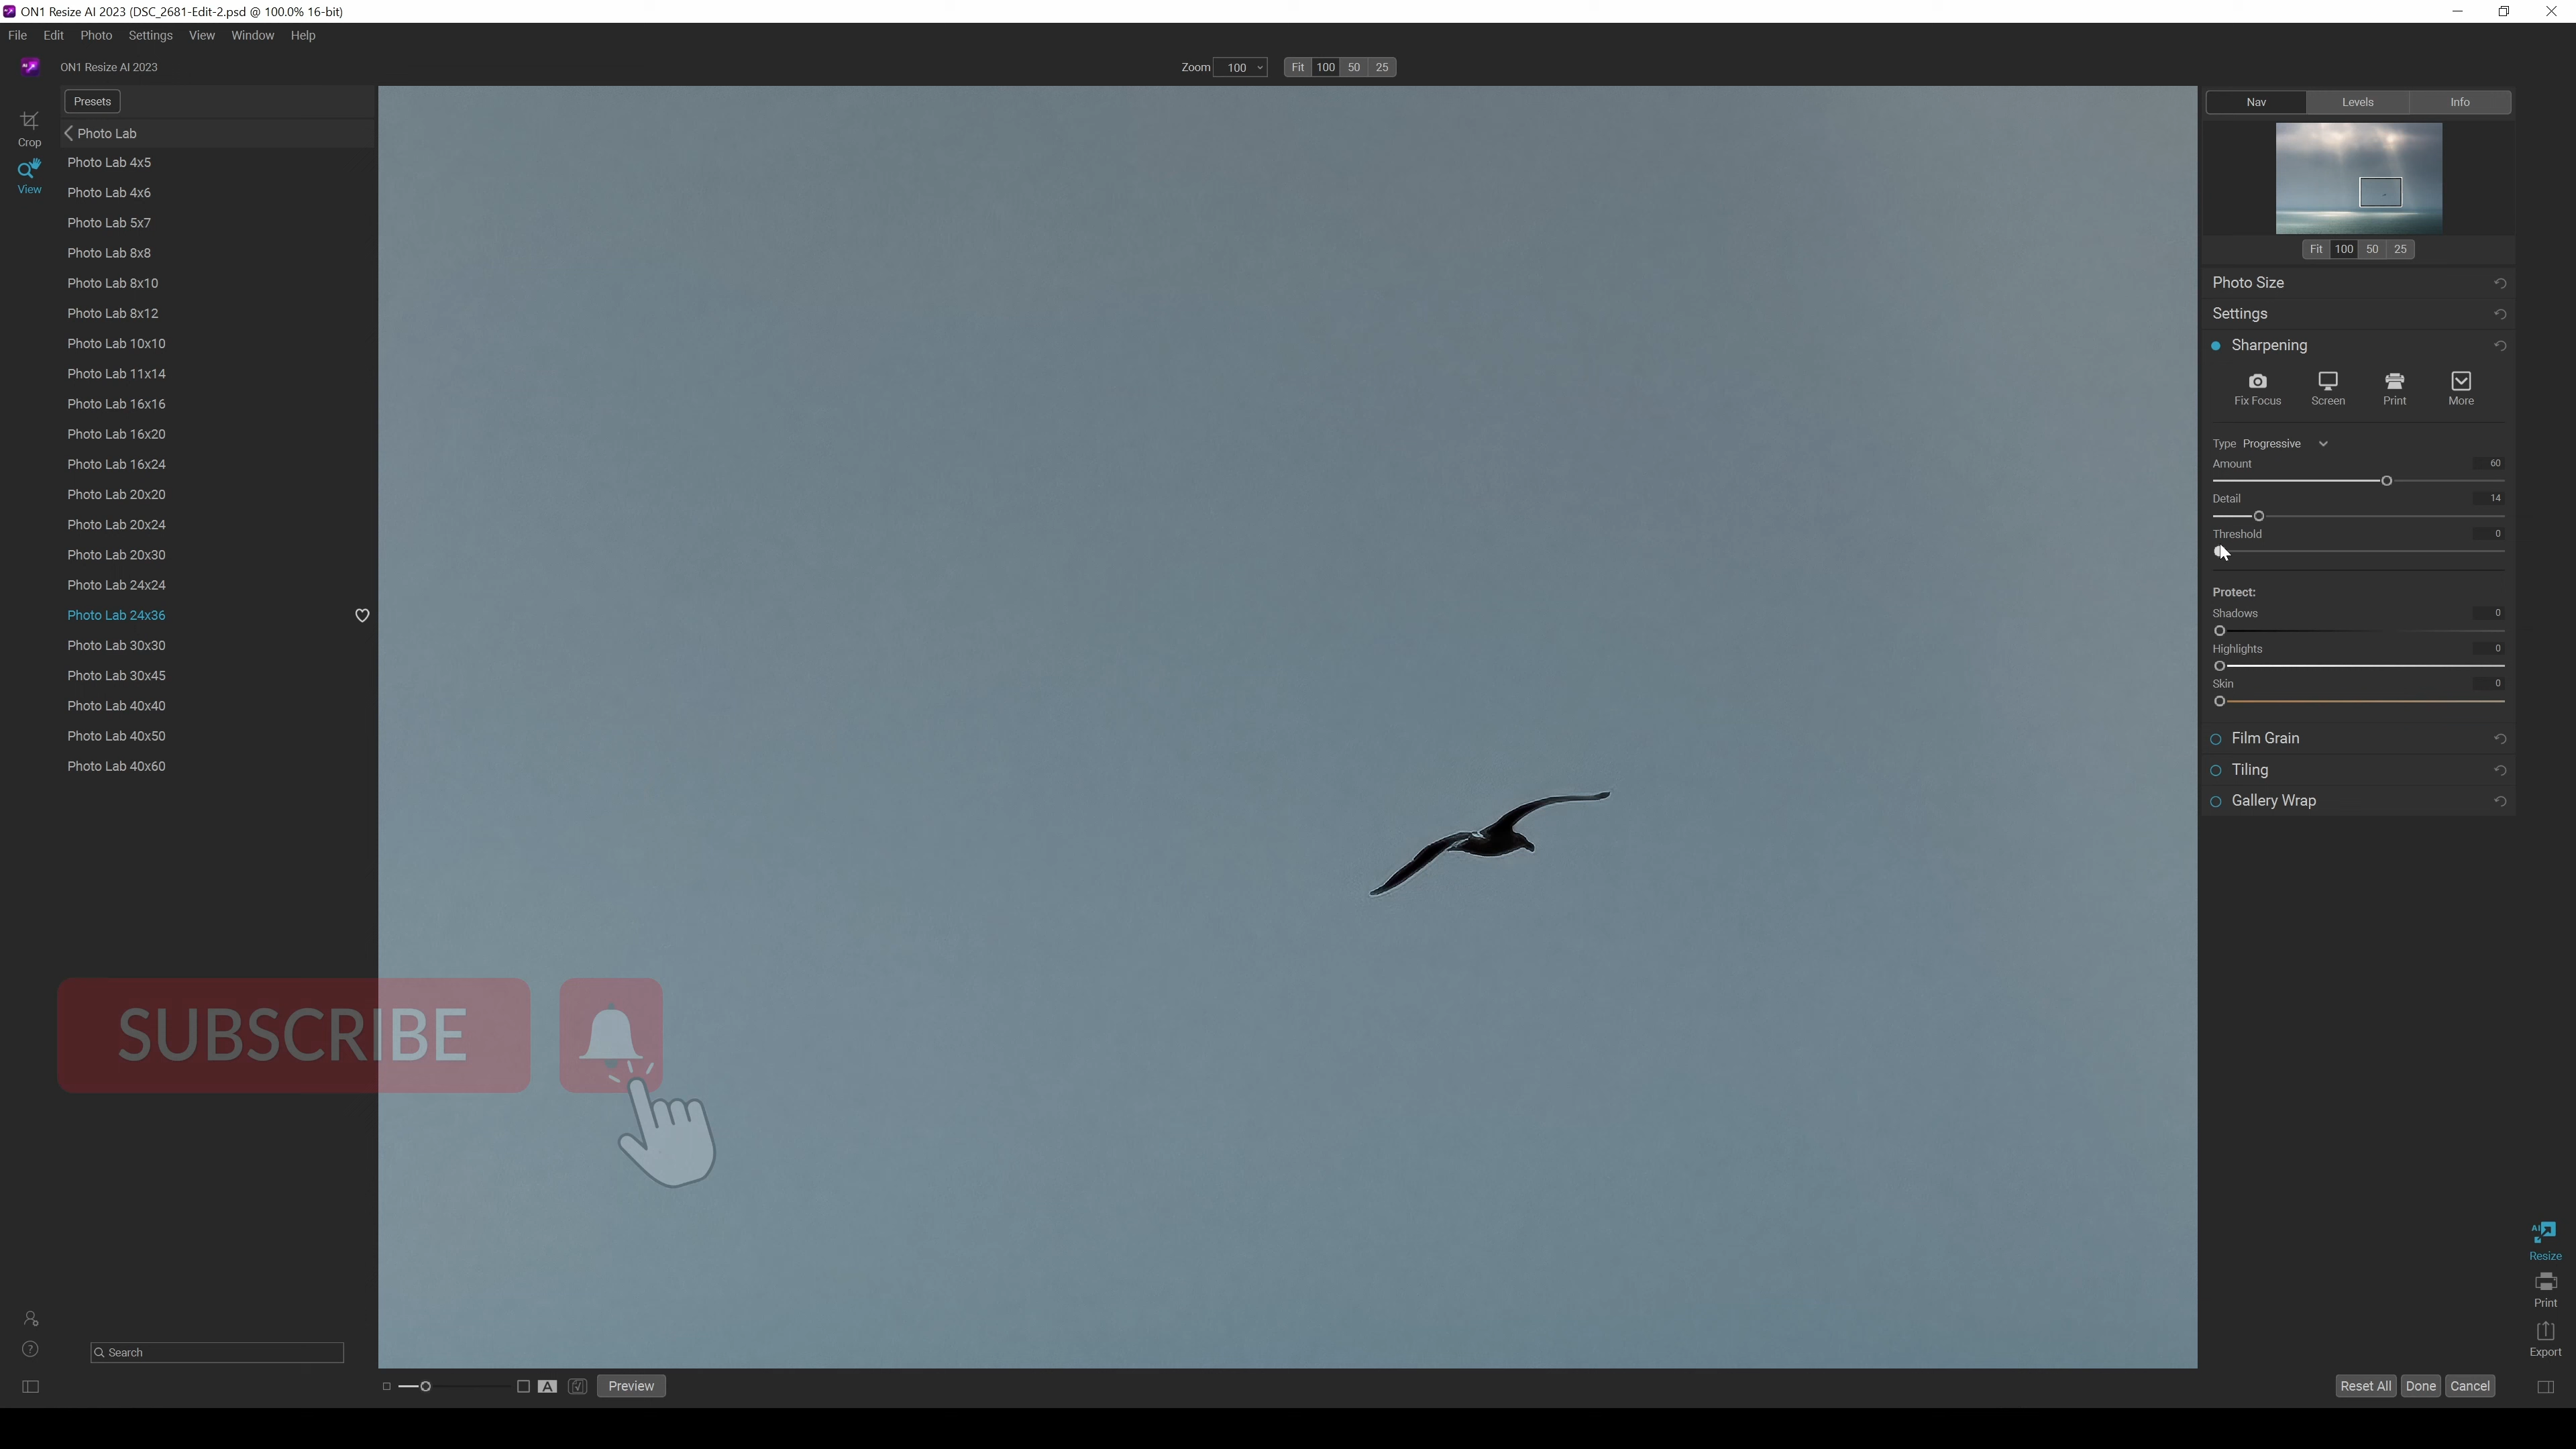 ON1 Resize AI 2023 (DSC_2681-Edit-2.psd @ 100.0% 16-bit)
File Edit Photo Settings View Window Help
ON1 Resize AI 2023
Zoom 100 Fit 100 50 25
Presets
Photo Lab
Crop
View
Photo Lab 4x5
Photo Lab 4x6
Photo Lab 5x7
Photo Lab 8x8
Photo Lab 8x10
Photo Lab 8x12
Photo Lab 10x10
Photo Lab 11x14
Photo Lab 16x16
Photo Lab 16x20
Photo Lab 16x24
Photo Lab 20x20
Photo Lab 20x24
Photo Lab 20x30
Photo Lab 24x24
Photo Lab 24x36
Photo Lab 30x30
Photo Lab 30x45
Photo Lab 40x40
Photo Lab 40x50
Photo Lab 40x60
SUBSCRIBE
Search
A Preview
Nav Levels Info
Fit 100 50 25
Photo Size
Settings
Sharpening
Fix Focus Screen Print More
Type Progressive
Amount 60
Detail 14
Threshold 0
Protect:
Shadows 0
Highlights 0
Skin 0
Film Grain
Tiling
Gallery Wrap
AI
Resize
Print
Export
Reset All Done Cancel